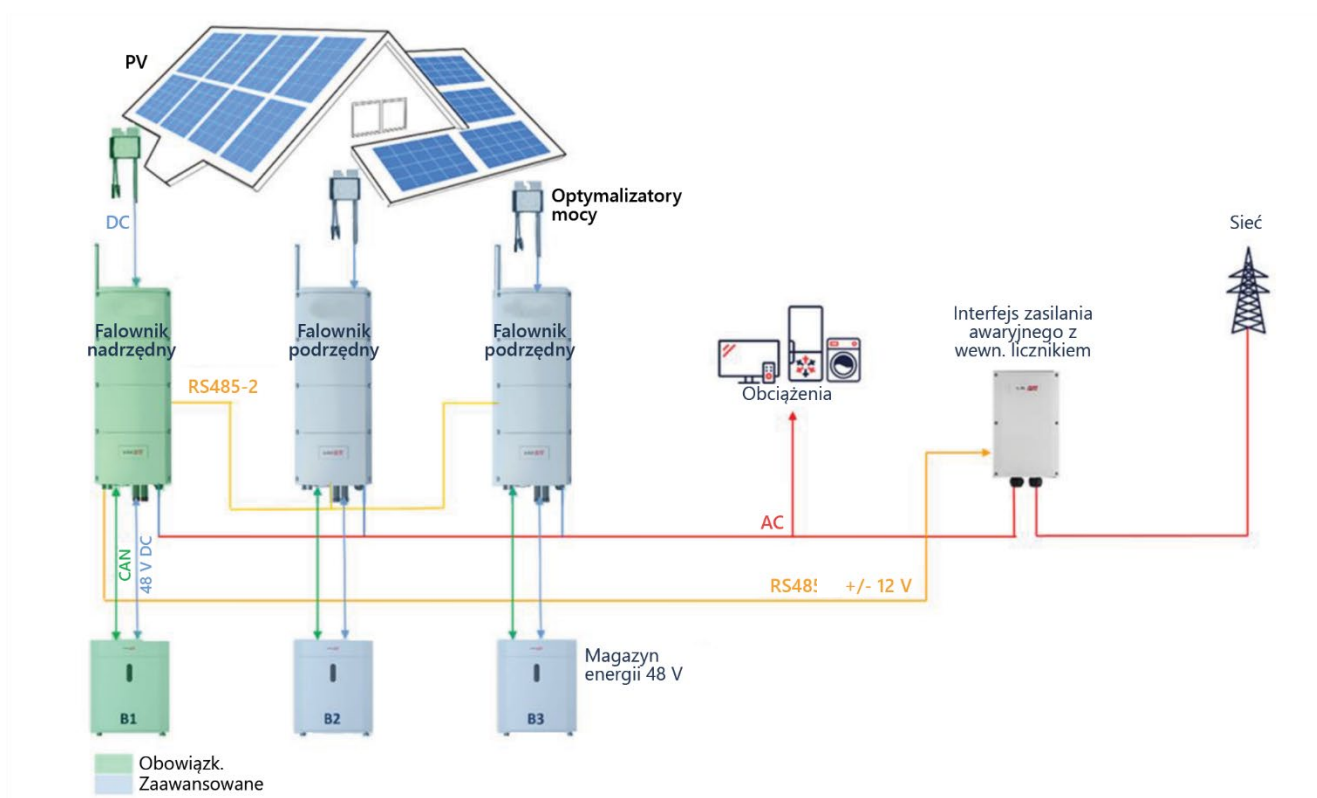 PV
Optymalizatory
mocy
DC
Sieć
Falownik
nadrzędny
Falownik
podrzędny
Falownik
podrzędny
Interfejs zasilania
awaryjnego z
wewn. licznikiem
RS485-2
Obciążenia
AC
CAN
48 V DC
RS485 +/- 12 V
Magazyn
energii 48 V
B1
B2
B3
Obowiązk.
Zaawansowane